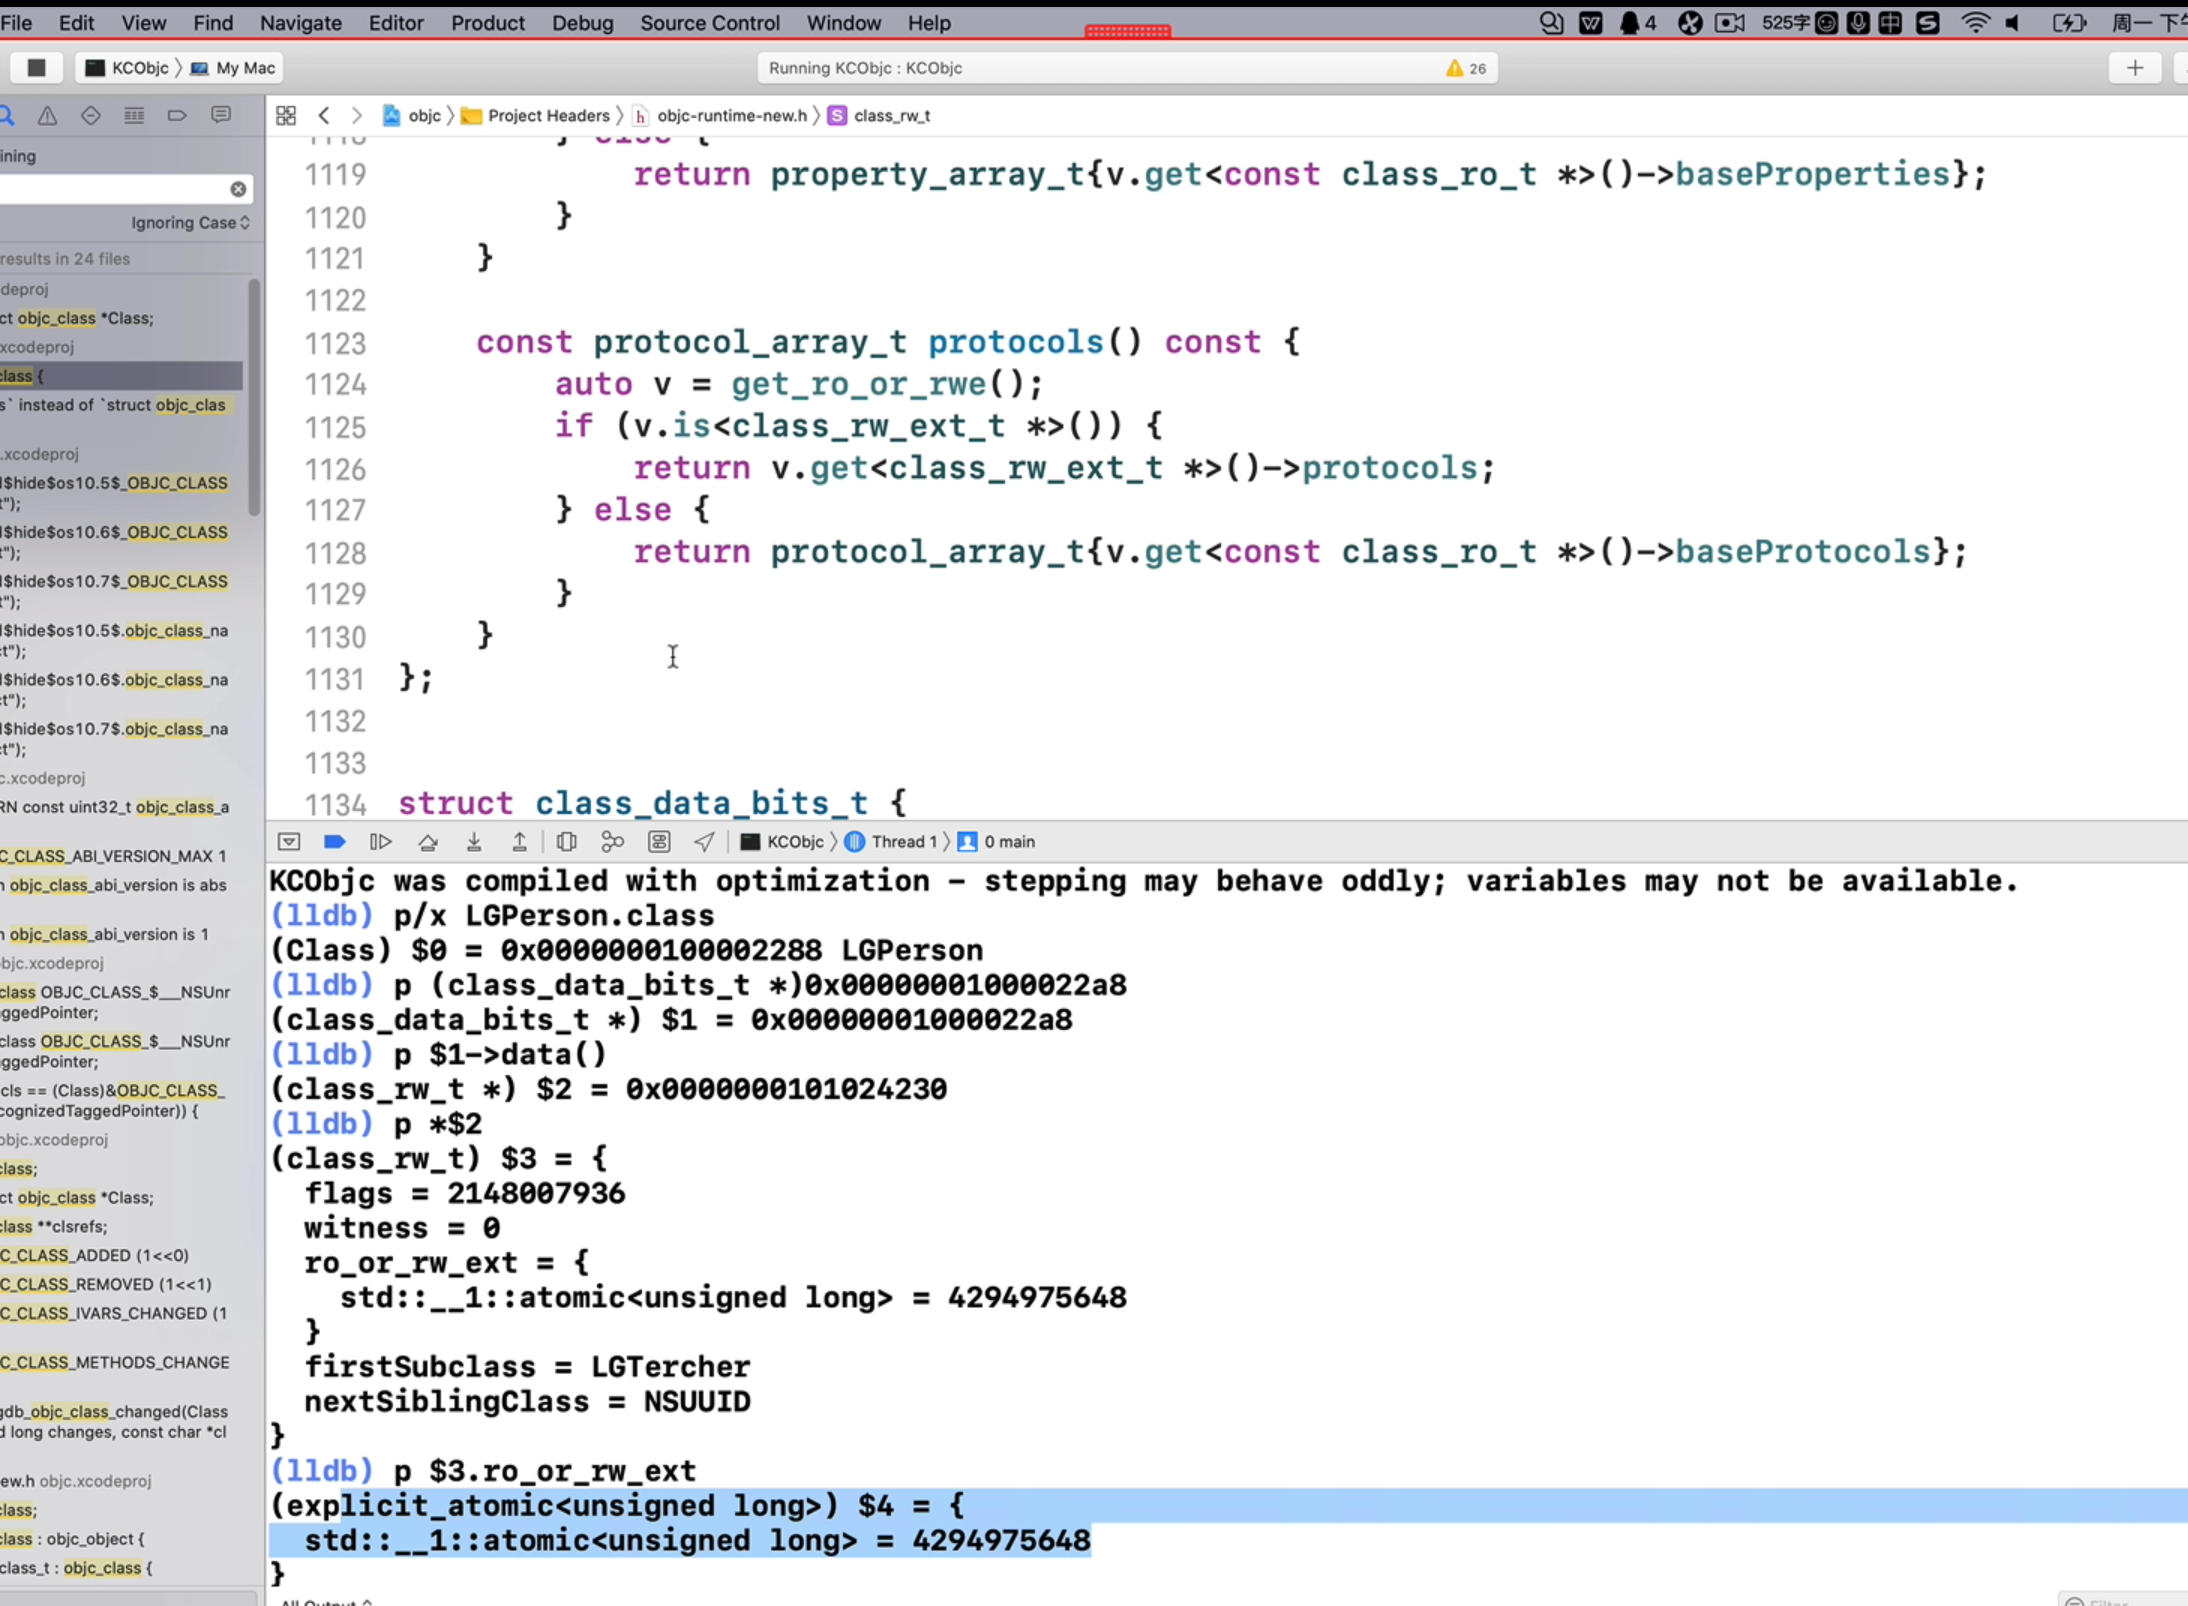 File Edit View Find Navigate Editor Product Debug Source Control Window Help 4 525字 中 周一 下午
KCObjc My Mac Running KCObjc : KCObjc 26
objc Project Headers h objc-runtime-new.h S class_rw_t
ining
Ignoring Case
results in 24 files
deproj
ct objc_class *Class;
xcodeproj
class {
s` instead of `struct objc_clas
.xcodeproj
l$hide$os10.5$_OBJC_CLASS
t");
l$hide$os10.6$_OBJC_CLASS
t");
l$hide$os10.7$_OBJC_CLASS
t");
l$hide$os10.5$.objc_class_na
ct");
l$hide$os10.6$.objc_class_na
ct");
l$hide$os10.7$.objc_class_na
ct");
c.xcodeproj
RN const uint32_t objc_class_a
C_CLASS_ABI_VERSION_MAX 1
n objc_class_abi_version is abs
n objc_class_abi_version is 1
objc.xcodeproj
class OBJC_CLASS_$___NSUnr
aggedPointer;
class OBJC_CLASS_$___NSUnr
aggedPointer;
cls == (Class)&OBJC_CLASS_
cognizedTaggedPointer)) {
objc.xcodeproj
class;
ct objc_class *Class;
class **clsrefs;
C_CLASS_ADDED (1<<0)
C_CLASS_REMOVED (1<<1)
C_CLASS_IVARS_CHANGED (1
C_CLASS_METHODS_CHANGE
gdb_objc_class_changed(Class
d long changes, const char *cl
ew.h objc.xcodeproj
class;
class : objc_object {
class_t : objc_class {
1118 } else {
1119 return property_array_t{v.get<const class_ro_t *>()->baseProperties};
1120 }
1121 }
1122
1123 const protocol_array_t protocols() const {
1124 auto v = get_ro_or_rwe();
1125 if (v.is<class_rw_ext_t *>()) {
1126 return v.get<class_rw_ext_t *>()->protocols;
1127 } else {
1128 return protocol_array_t{v.get<const class_ro_t *>()->baseProtocols};
1129 }
1130 }
1131 };
1132
1133
1134 struct class_data_bits_t {
KCObjc Thread 1 0 main
KCObjc was compiled with optimization - stepping may behave oddly; variables may not be available.
(lldb) p/x LGPerson.class
(Class) $0 = 0x0000000100002288 LGPerson
(lldb) p (class_data_bits_t *)0x00000001000022a8
(class_data_bits_t *) $1 = 0x00000001000022a8
(lldb) p $1->data()
(class_rw_t *) $2 = 0x0000000101024230
(lldb) p *$2
(class_rw_t) $3 = {
flags = 2148007936
witness = 0
ro_or_rw_ext = {
std::__1::atomic<unsigned long> = 4294975648
}
firstSubclass = LGTercher
nextSiblingClass = NSUUID
}
(lldb) p $3.ro_or_rw_ext
(explicit_atomic<unsigned long>) $4 = {
std::__1::atomic<unsigned long> = 4294975648
}
All Output Filter